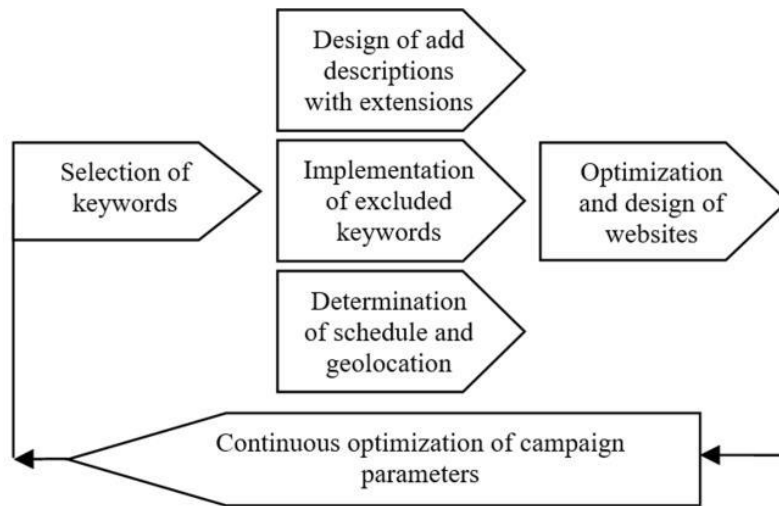 Design of add
descriptions
with extensions
Selection of
keywords
Implementation
of excluded
keywords
Optimization
and design of
websites
Determination
of schedule and
geolocation
Continuous optimization of campaign
parameters